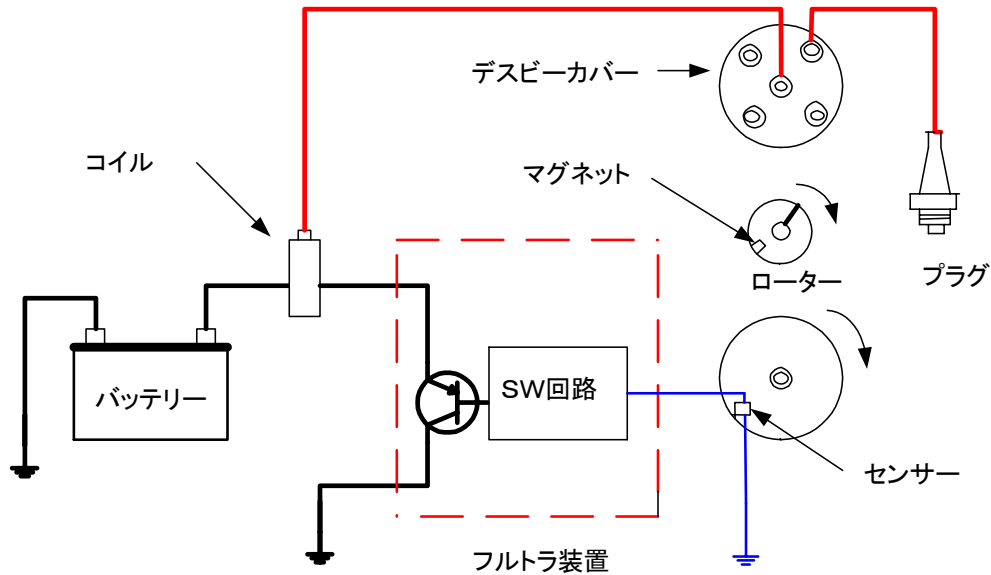 デスビーカバー
コイル
マグネット
ローター
プラグ
バッテリー
SW回路
センサー
フルトラ装置